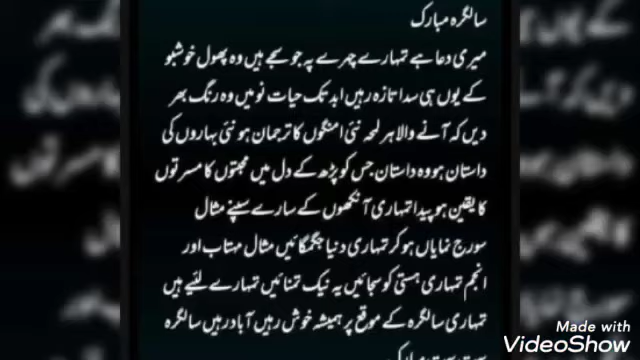 سالگرہ مبارک
میری دعا ہے تمہارے چہرے پہ جو سجے ہیں وہ پھول خوشبو
کے یوں ہی سدا تازہ رہیں ابد تک حیات نو میں وہ رنگ بھر
دیں کہ آنے والا ہر لمحہ نئی امنگوں کا ترجمان ہو نئی بہاروں کی
داستان ہو وہ داستان جس کو پڑھ کے دل میں محبتوں کا مسرتوں
کا یقین ہو پیدا تمہاری آنکھوں کے سارے سپنے مثال
سورج نمایاں ہو کر تمہاری دنیا جگمگائیں مثال مہتاب اور
انجم تمہاری ہستی کو سجائیں یہ نیک تمنائیں تمہارے لئیے ہیں
تمہاری سالگرہ کے موقع پر ہمیشہ خوش رہیں آباد رہیں سالگرہ
Made with
VideoShow